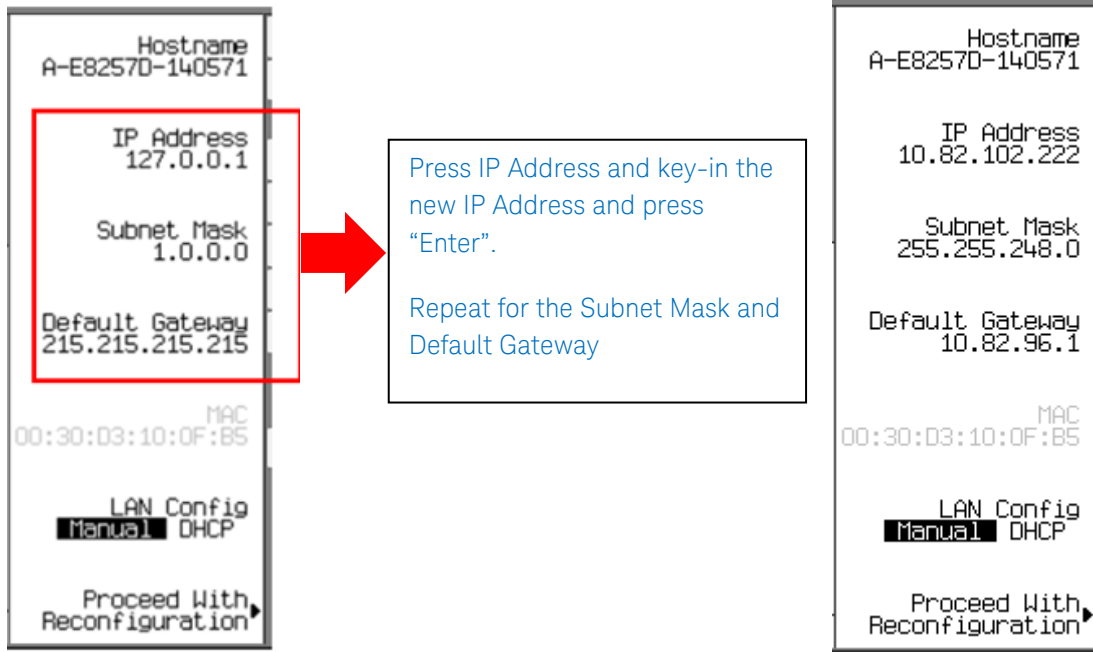 Hostname
A-E8257D-140571
IP Address
127.0.0.1
Subnet Mask
1.0.0.0
Default Gateway
215.215.215.215
MAC
00:30:D3:10:0F:B5
LAN Config
Manual DHCP
Proceed With
Reconfiguration
Press IP Address and key-in the
new IP Address and press
“Enter”.
Repeat for the Subnet Mask and
Default Gateway
Hostname
A-E8257D-140571
IP Address
10.82.102.222
Subnet Mask
255.255.248.0
Default Gateway
10.82.96.1
MAC
00:30:D3:10:0F:B5
LAN Config
Manual DHCP
Proceed With
Reconfiguration